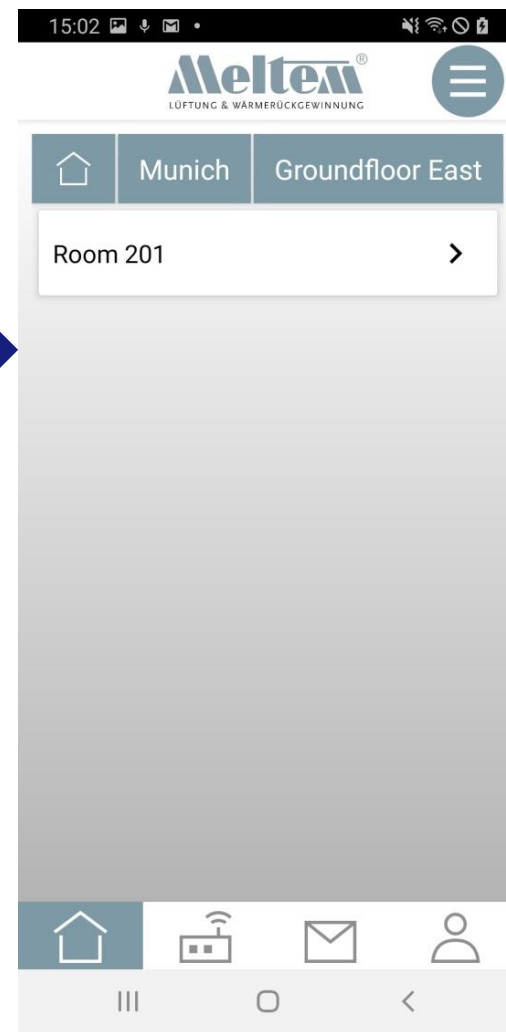 15:02
Meltem®
LÜFTUNG & WÄRMERÜCKGEWINNUNG
Munich
Groundfloor East
Room 201